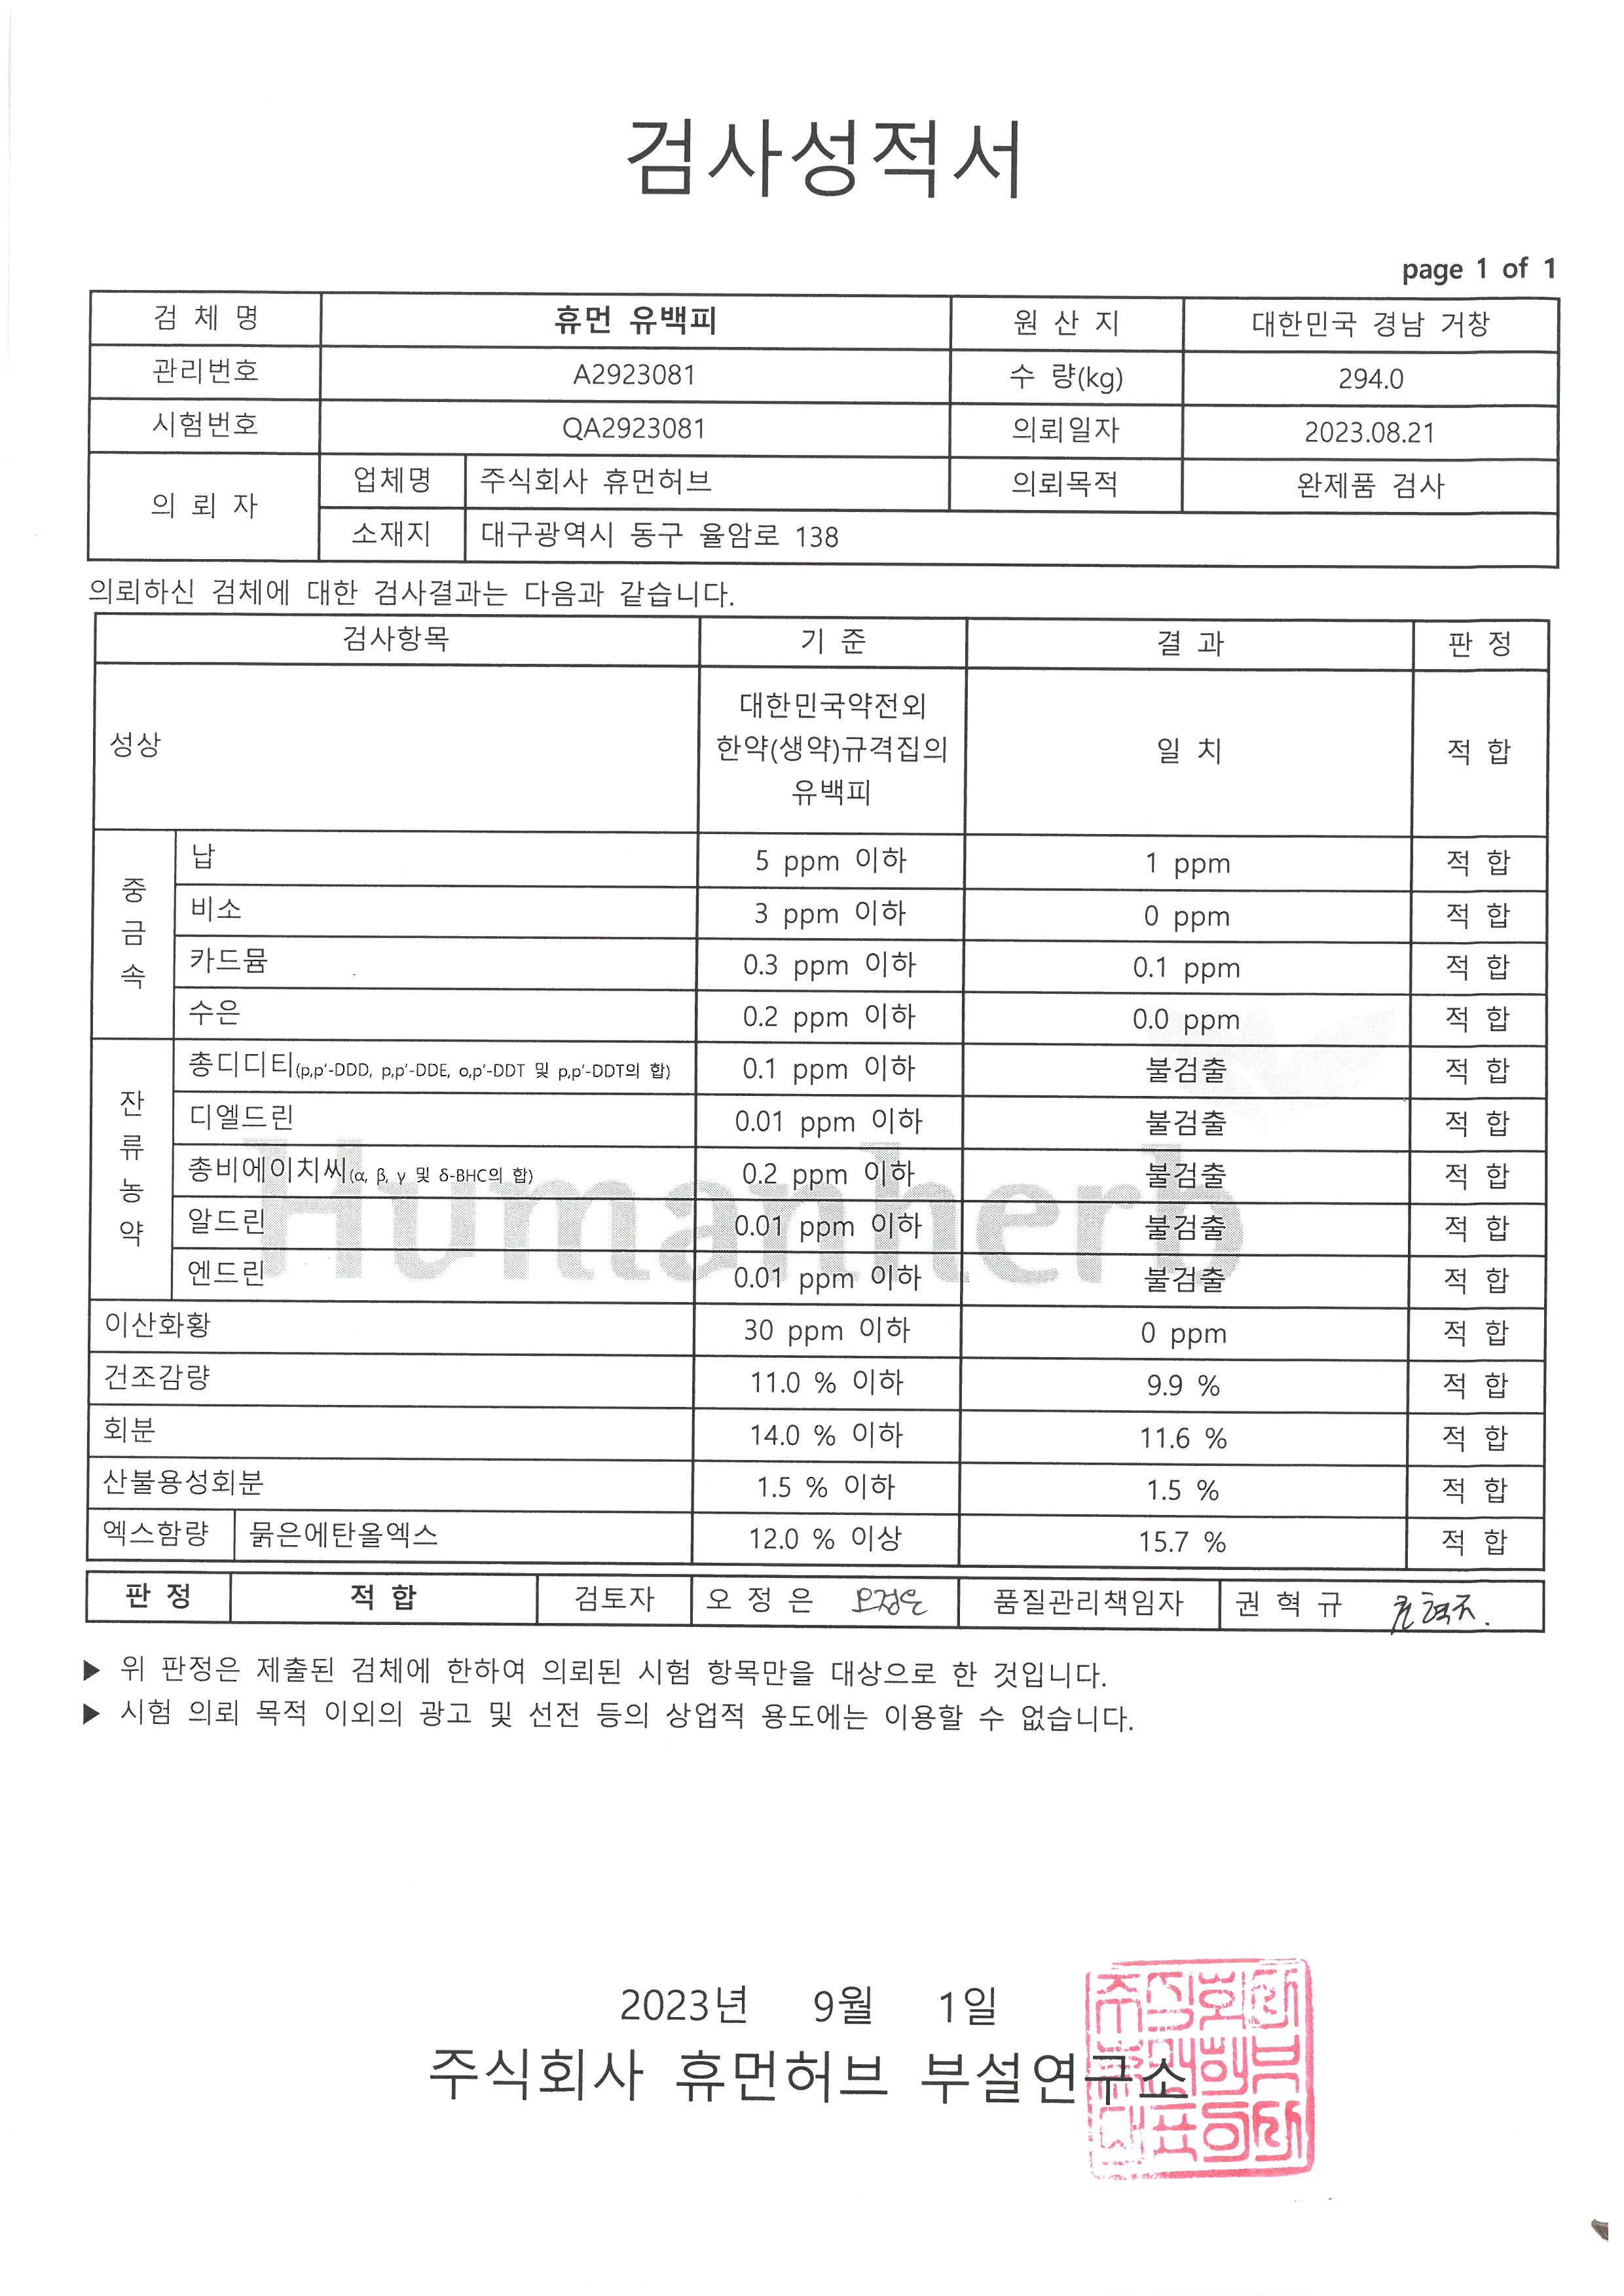 검사성적서
page 1 of 1
검 체 명 휴먼 유백피 원 산 지 대한민국 경남 거창
관리번호 A2923081 수 량(kg) 294.0
시험번호 QA2923081 의뢰일자 2023.08.21
의 뢰 자 업체명 주식회사 휴먼허브 의뢰목적 완제품 검사
소재지 대구광역시 동구 율암로 138
의뢰하신 검체에 대한 검사결과는 다음과 같습니다.
검사항목 기 준 결 과 판 정
성상 대한민국약전외 한약(생약)규격집의 유백피 일 치 적 합
중금속 납 5 ppm 이하 1 ppm 적 합
비소 3 ppm 이하 0 ppm 적 합
카드뮴 0.3 ppm 이하 0.1 ppm 적 합
수은 0.2 ppm 이하 0.0 ppm 적 합
잔류농약 총디디티(p,p'-DDD, p,p'-DDE, o,p'-DDT 및 p,p'-DDT의 합) 0.1 ppm 이하 불검출 적 합
디엘드린 0.01 ppm 이하 불검출 적 합
총비에이치씨(α, β, γ 및 δ-BHC의 합) 0.2 ppm 이하 불검출 적 합
알드린 0.01 ppm 이하 불검출 적 합
엔드린 0.01 ppm 이하 불검출 적 합
Humanherb
이산화황 30 ppm 이하 0 ppm 적 합
건조감량 11.0 % 이하 9.9 % 적 합
회분 14.0 % 이하 11.6 % 적 합
산불용성회분 1.5 % 이하 1.5 % 적 합
엑스함량 묽은에탄올엑스 12.0 % 이상 15.7 % 적 합
판 정 적 합 검토자 오 정 은 오정은 품질관리책임자 권 혁 규
▶ 위 판정은 제출된 검체에 한하여 의뢰된 시험 항목만을 대상으로 한 것입니다.
▶ 시험 의뢰 목적 이외의 광고 및 선전 등의 상업적 용도에는 이용할 수 없습니다.
2023년 9월 1일
주식회사 휴먼허브 부설연구소